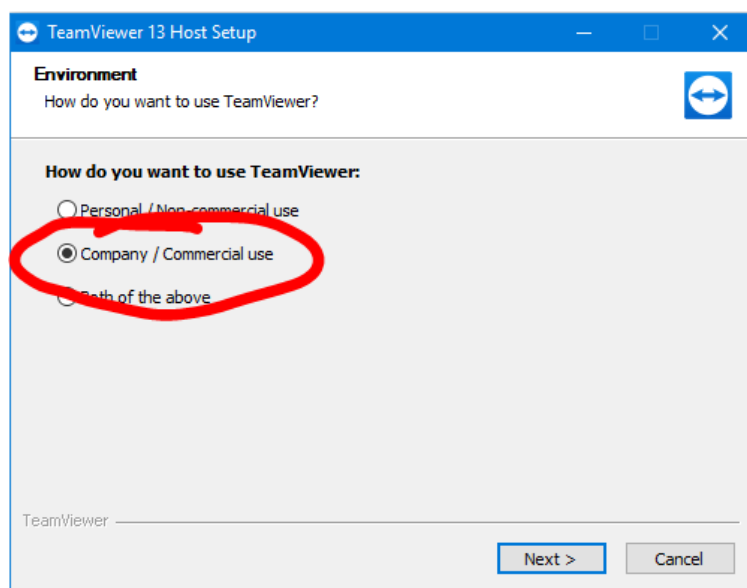 TeamViewer 13 Host Setup
Environment
How do you want to use TeamViewer?
How do you want to use TeamViewer:
Personal / Non-commercial use
Company / Commercial use
Both of the above
TeamViewer
Next >
Cancel